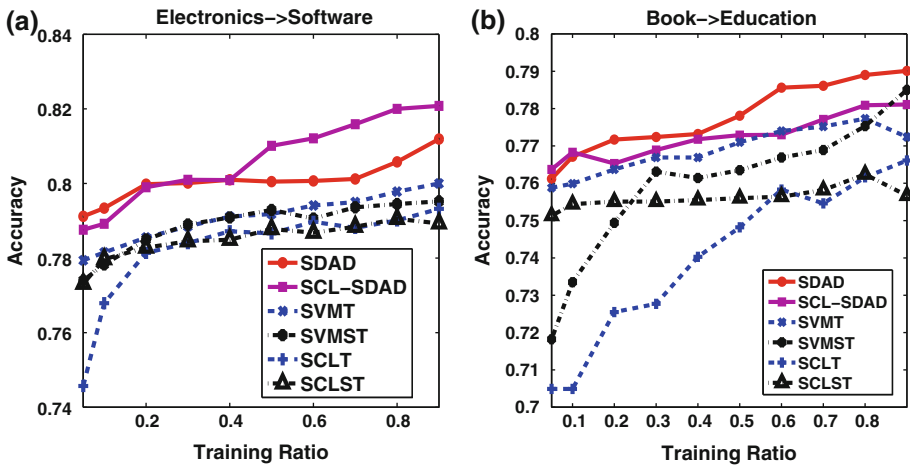 (a)
Electronics->Software
0.84
0.82
0.8
0.78
0.76
0.74
Accuracy
0.2
0.4
0.6
0.8
Training Ratio
SDAD
SCL-SDAD
SVMT
SVMST
SCLT
SCLST
(b)
Book->Education
0.8
0.79
0.78
0.77
0.76
0.75
0.74
0.73
0.72
0.71
0.7
Accuracy
0.1
0.2
0.3
0.4
0.5
0.6
0.7
0.8
Training Ratio
SDAD
SCL-SDAD
SVMT
SVMST
SCLT
SCLST